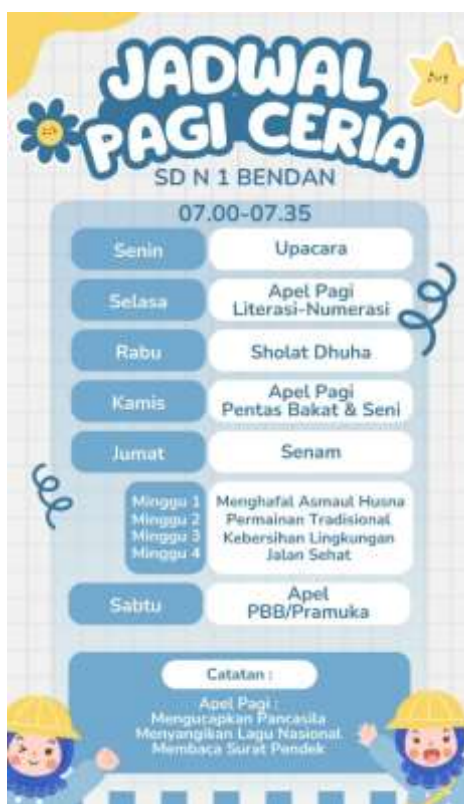 JADWAL
PAGI CERIA
SD N 1 BENDAN
07.00-07.35
Senin Upacara
Selasa Apel Pagi
Literasi-Numerasi
Rabu Sholat Dhuha
Kamis Apel Pagi
Pentas Bakat & Seni
Jumat Senam
Minggu 1 Menghafal Asmaul Husna
Minggu 2 Permainan Tradisional
Minggu 3 Kebersihan Lingkungan
Minggu 4 Jalan Sehat
Sabtu Apel
PBB/Pramuka
Catatan :
Apel Pagi :
Mengucapkan Pancasila
Menyangikan Lagu Nasional
Membaca Surat Pendek